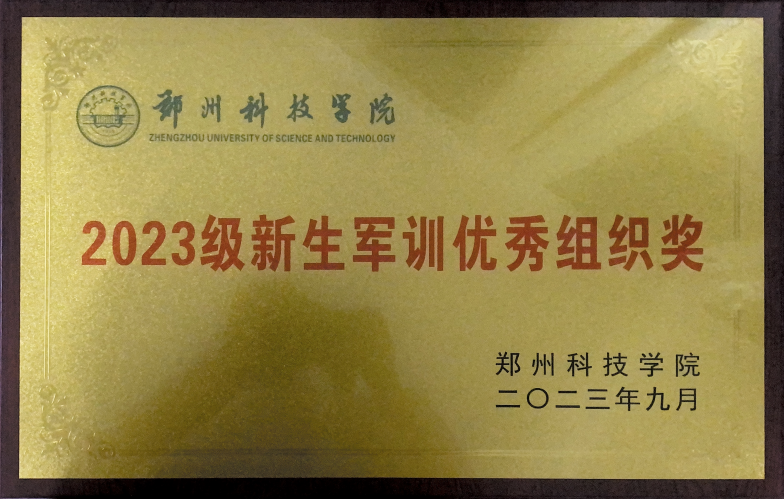 郑州科技学院
ZHENGZHOU UNIVERSITY OF SCIENCE AND TECHNOLOGY
2023级新生军训优秀组织奖
郑州科技学院
二〇二三年九月